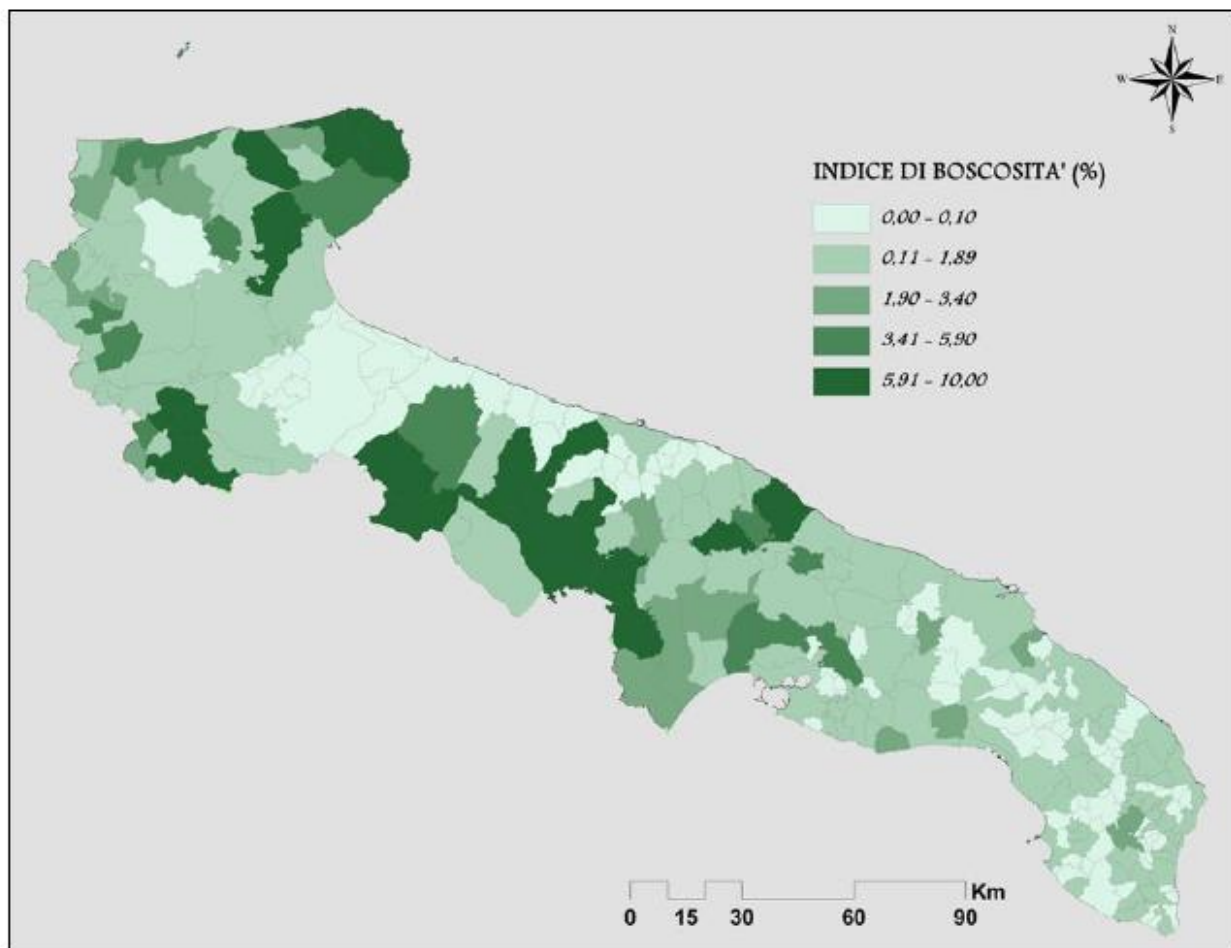 N
W E
S
INDICE DI BOSCOSITA' (%)
0,00 - 0,10
0,11 - 1,89
1,90 - 3,40
3,41 - 5,90
5,91 - 10,00
Km
0 15 30 60 90